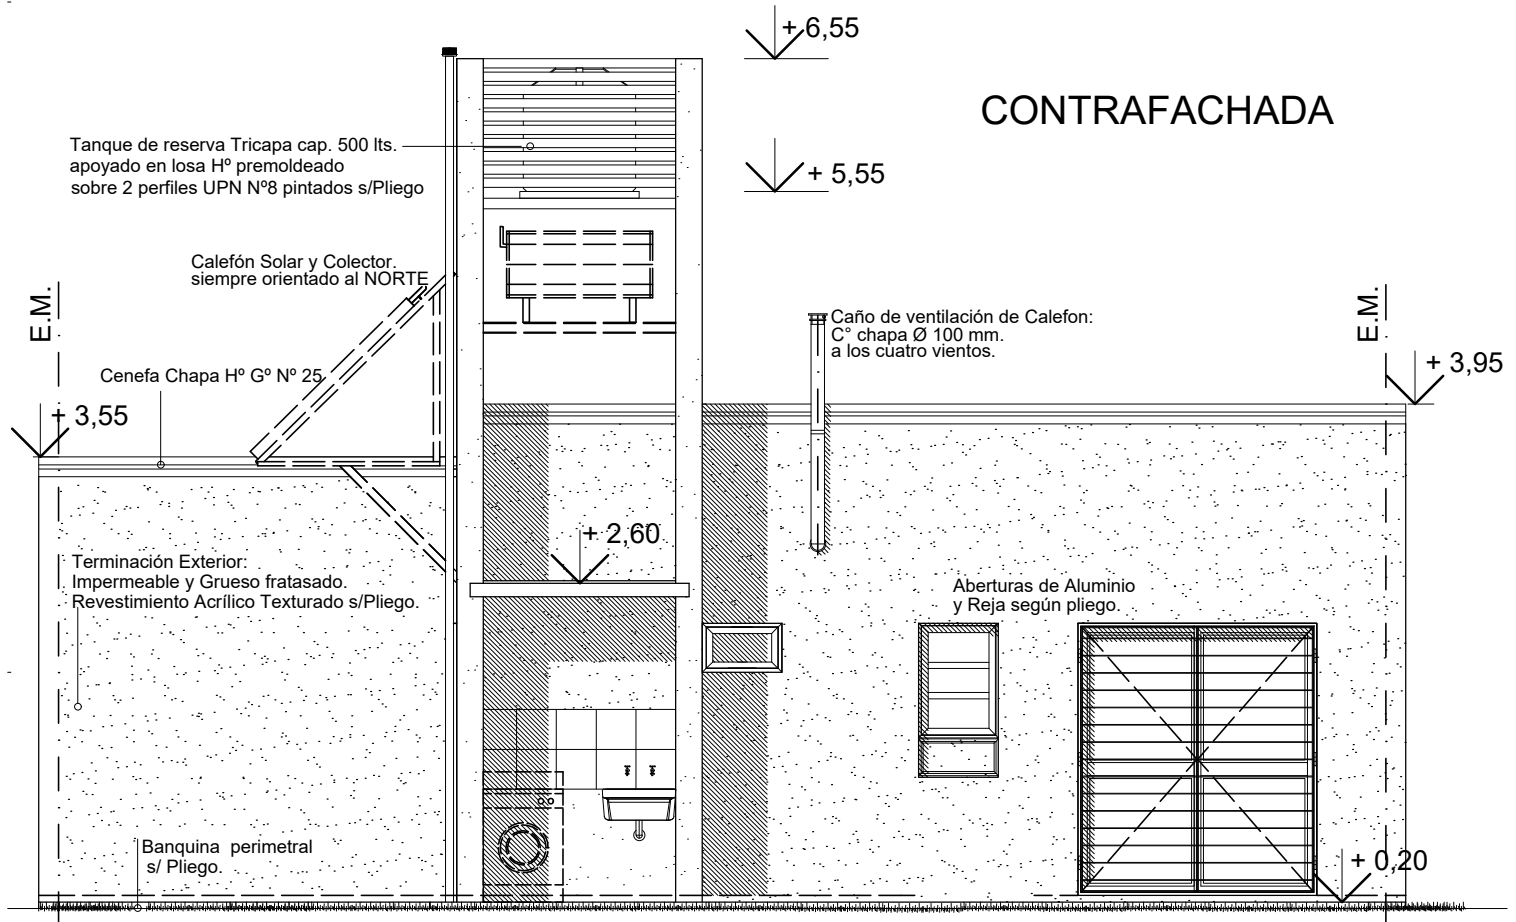 + 6,55
CONTRAFACHADA
Tanque de reserva Tricapa cap. 500 lts.
apoyado en losa Hº premoldeado
sobre 2 perfiles UPN Nº8 pintados s/Pliego
+ 5,55
Calefón Solar y Colector.
siempre orientado al NORTE
E.M.
Caño de ventilación de Calefon:
C° chapa Ø 100 mm.
a los cuatro vientos.
E.M.
+ 3,95
Cenefa Chapa Hº Gº Nº 25
+ 3,55
+ 2,60
Terminación Exterior:
Impermeable y Grueso fratasado.
Revestimiento Acrílico Texturado s/Pliego.
Aberturas de Aluminio
y Reja según pliego.
Banquina perimetral
s/ Pliego.
+ 0,20